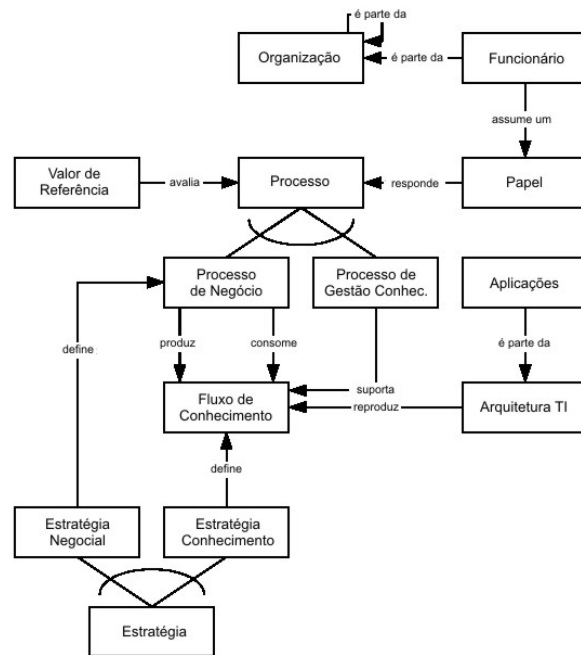 é parte da
Organização
é parte da
Funcionário
assume um
Valor de
Referência
avalia
Processo
responde
Papel
Processo
de Negócio
Processo de
Gestão Conhec.
Aplicações
define
produz
consome
é parte da
Fluxo de
Conhecimento
suporta
reproduz
Arquitetura TI
define
Estratégia
Negocial
Estratégia
Conhecimento
Estratégia